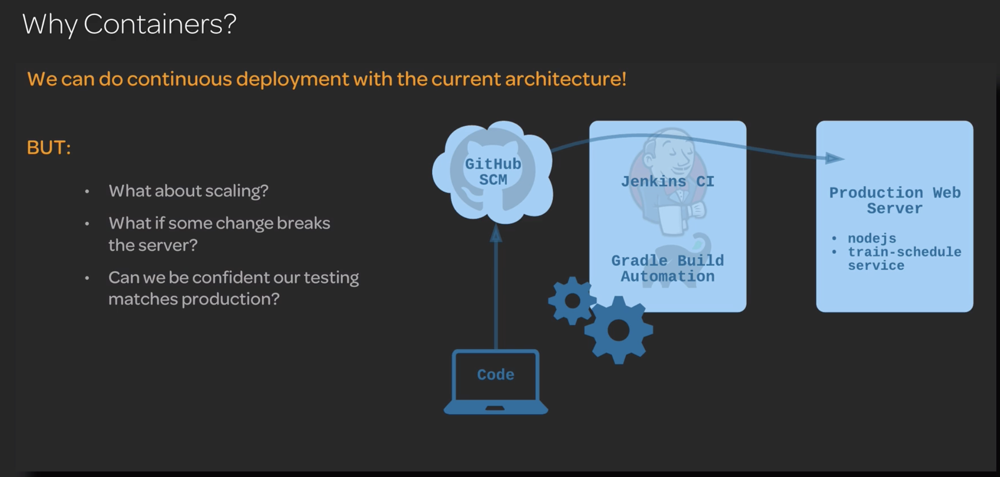 Why Containers?
We can do continuous deployment with the current architecture!
BUT:
• What about scaling?
• What if some change breaks
the server?
• Can we be confident our testing
matches production?
GitHub
SCM
Code
Jenkins CI
Gradle Build
Automation
Production Web
Server
• nodejs
• train-schedule
service